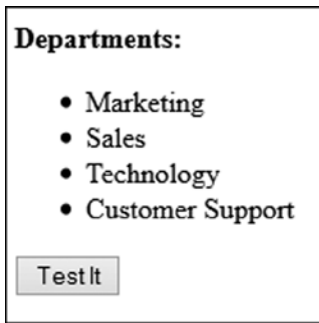 Departments:
Marketing
Sales
Technology
Customer Support
Test It